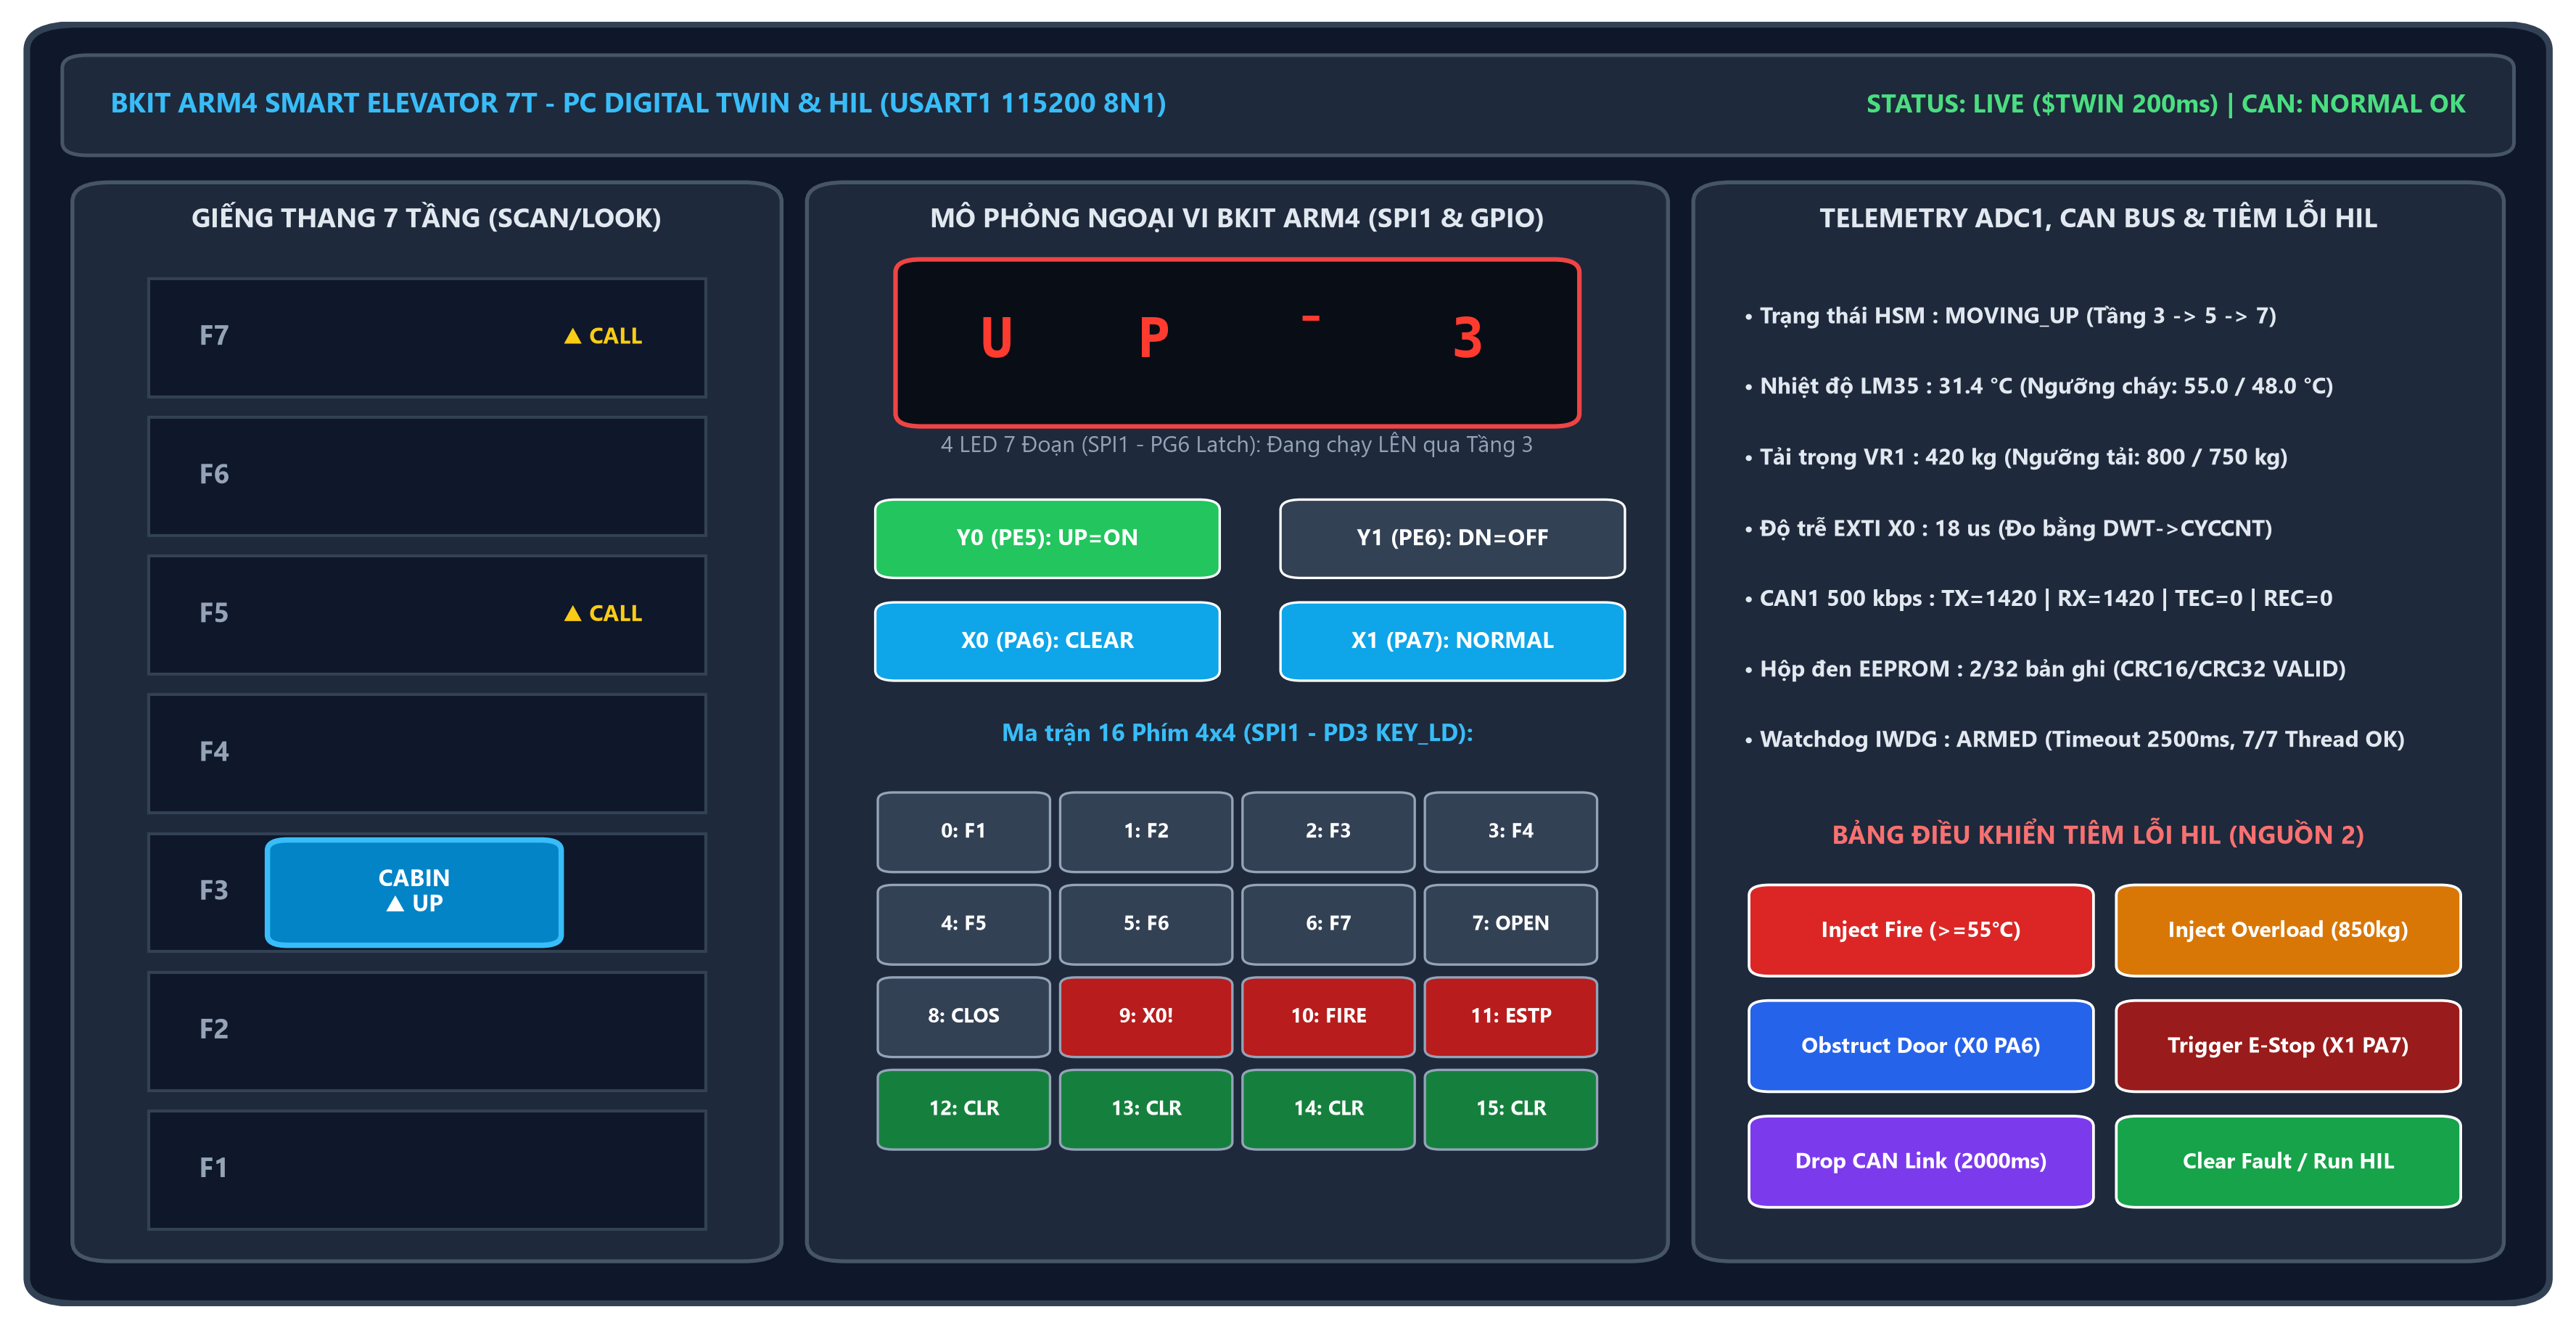 BKIT ARM4 SMART ELEVATOR 7T - PC DIGITAL TWIN & HIL (USART1 115200 8N1)
STATUS: LIVE ($TWIN 200ms) | CAN: NORMAL OK
GIẾNG THANG 7 TẦNG (SCAN/LOOK)
F7 ▲ CALL
F6
F5 ▲ CALL
F4
F3
CABIN
▲ UP
F2
F1
MÔ PHỎNG NGOẠI VI BKIT ARM4 (SPI1 & GPIO)
U P ¯ 3
4 LED 7 Đoạn (SPI1 - PG6 Latch): Đang chạy LÊN qua Tầng 3
Y0 (PE5): UP=ON
Y1 (PE6): DN=OFF
X0 (PA6): CLEAR
X1 (PA7): NORMAL
Ma trận 16 Phím 4x4 (SPI1 - PD3 KEY_LD):
0: F1
1: F2
2: F3
3: F4
4: F5
5: F6
6: F7
7: OPEN
8: CLOS
9: X0!
10: FIRE
11: ESTP
12: CLR
13: CLR
14: CLR
15: CLR
TELEMETRY ADC1, CAN BUS & TIÊM LỖI HIL
• Trạng thái HSM : MOVING_UP (Tầng 3 -> 5 -> 7)
• Nhiệt độ LM35 : 31.4 °C (Ngưỡng cháy: 55.0 / 48.0 °C)
• Tải trọng VR1 : 420 kg (Ngưỡng tải: 800 / 750 kg)
• Độ trễ EXTI X0 : 18 us (Đo bằng DWT->CYCCNT)
• CAN1 500 kbps : TX=1420 | RX=1420 | TEC=0 | REC=0
• Hộp đen EEPROM : 2/32 bản ghi (CRC16/CRC32 VALID)
• Watchdog IWDG : ARMED (Timeout 2500ms, 7/7 Thread OK)
BẢNG ĐIỀU KHIỂN TIÊM LỖI HIL (NGUỒN 2)
Inject Fire (>=55°C)
Inject Overload (850kg)
Obstruct Door (X0 PA6)
Trigger E-Stop (X1 PA7)
Drop CAN Link (2000ms)
Clear Fault / Run HIL